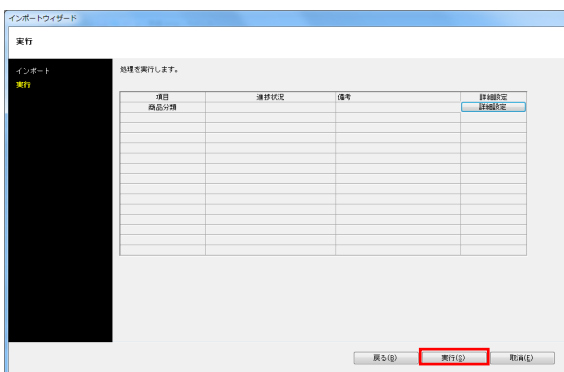 インポートウィザード
実行
インポート
実行
処理を実行します。
項目 進捗状況 備考 詳細設定
商品分類 詳細設定
戻る(B) 実行(S) 取消(E)